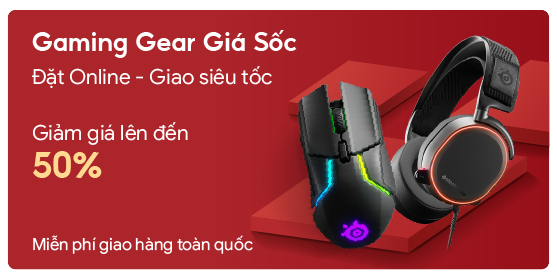 Gaming Gear Giá Sốc
Đặt Online - Giao siêu tốc
Giảm giá lên đến
50%
Miễn phí giao hàng toàn quốc